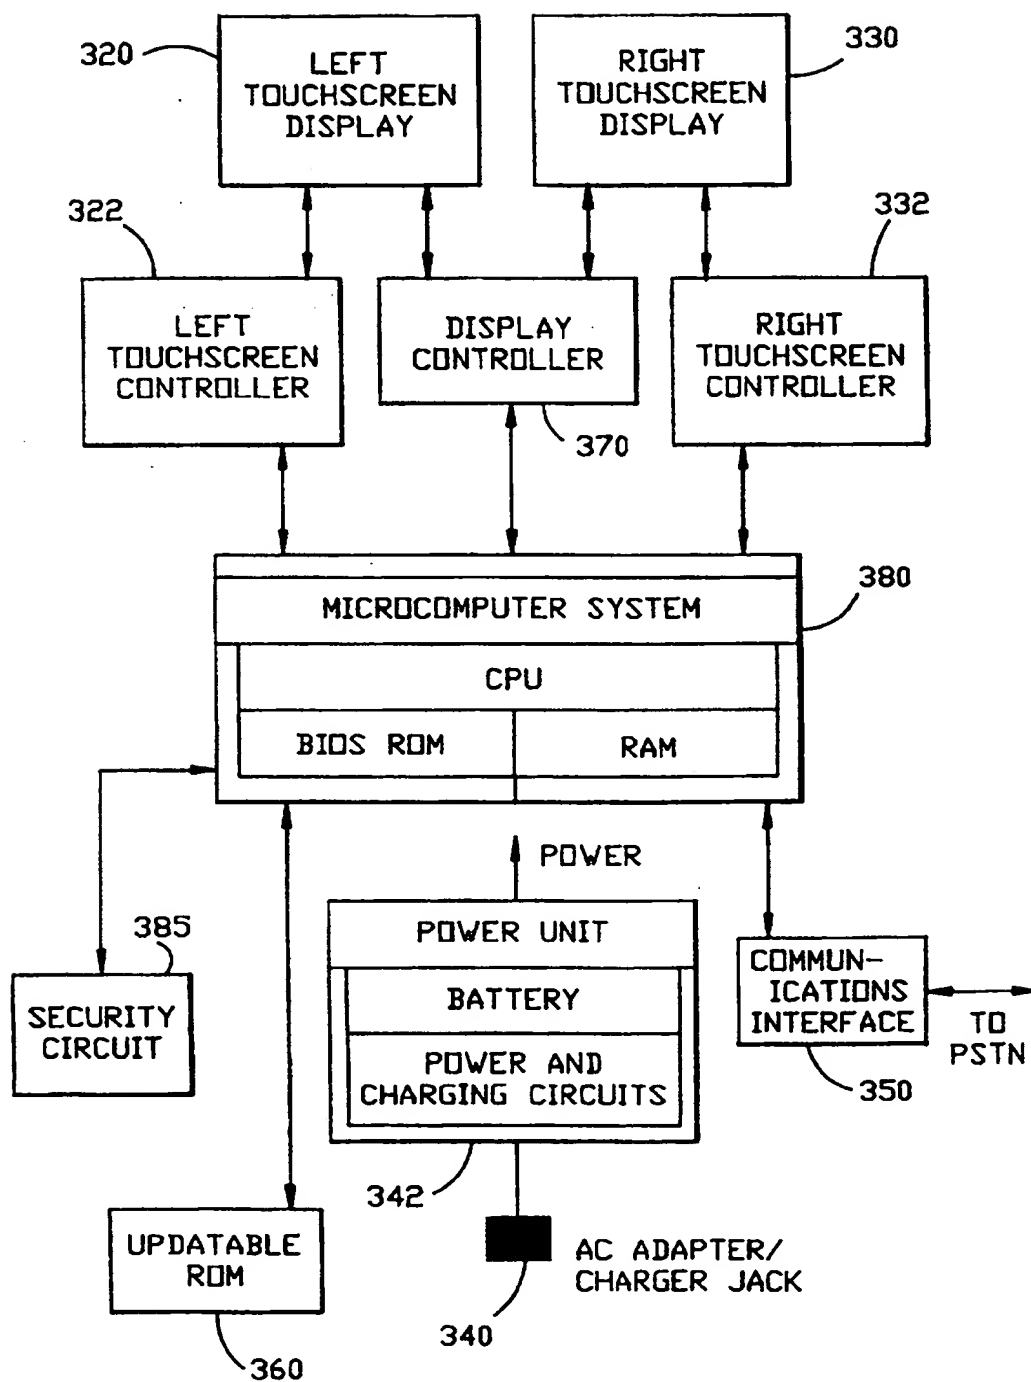 320
LEFT
TOUCHSCREEN
DISPLAY
RIGHT
TOUCHSCREEN
DISPLAY
330
322
332
LEFT
TOUCHSCREEN
CONTROLLER
DISPLAY
CONTROLLER
RIGHT
TOUCHSCREEN
CONTROLLER
370
380
MICROCOMPUTER SYSTEM
CPU
BIOS ROM
RAM
POWER
385
SECURITY
CIRCUIT
POWER UNIT
BATTERY
POWER AND
CHARGING CIRCUITS
COMMUN-
ICATIONS
INTERFACE
TO
PSTN
350
342
UPDATABLE
ROM
AC ADAPTER/
CHARGER JACK
340
360